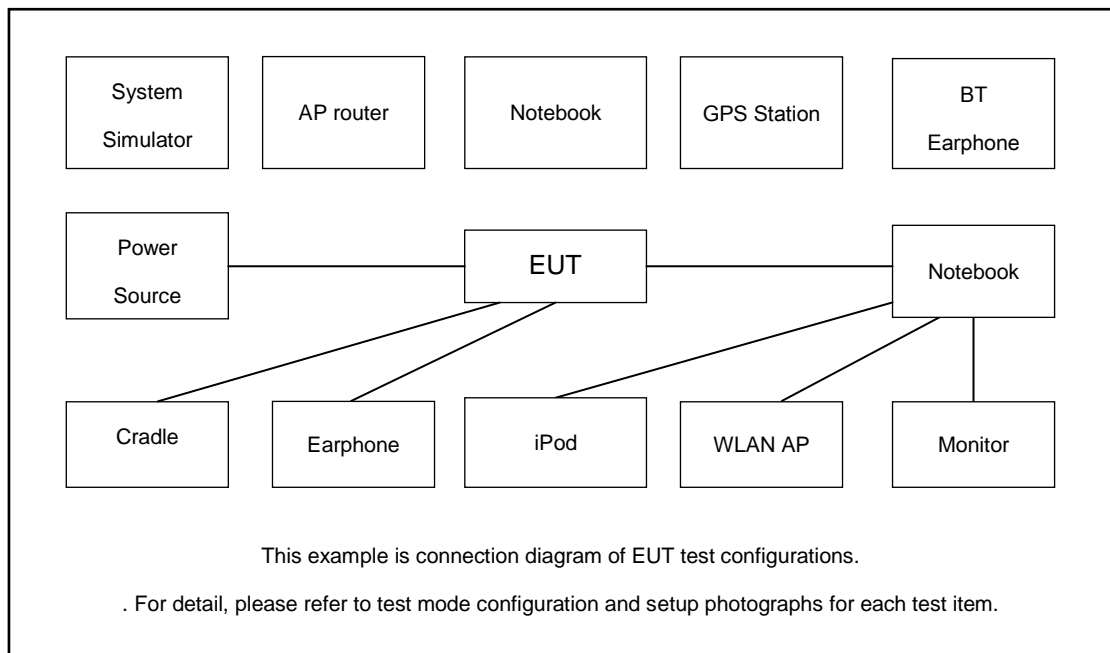 System
Simulator
AP router
Notebook
GPS Station
BT
Earphone
Power
Source
EUT
Notebook
Cradle
Earphone
iPod
WLAN AP
Monitor
This example is connection diagram of EUT test configurations.
. For detail, please refer to test mode configuration and setup photographs for each test item.